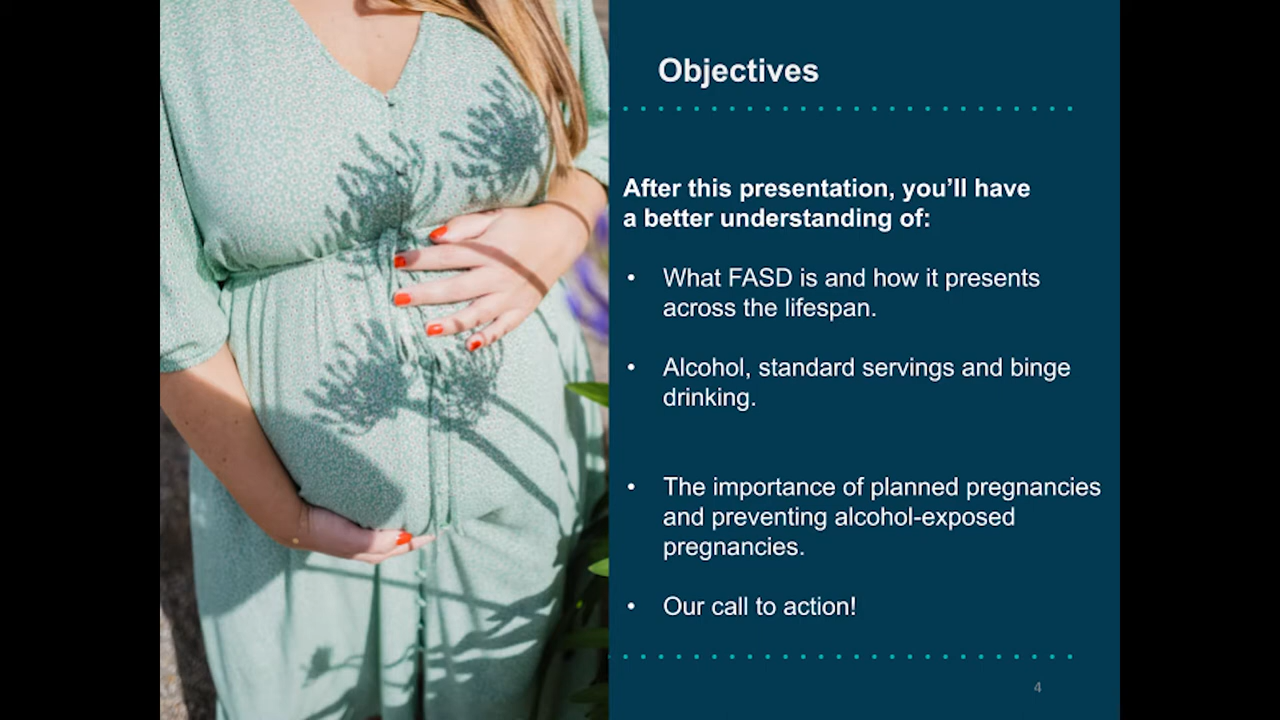 Objectives
After this presentation, you’ll have
a better understanding of:
• What FASD is and how it presents
across the lifespan.
• Alcohol, standard servings and binge
drinking.
• The importance of planned pregnancies
and preventing alcohol-exposed
pregnancies.
• Our call to action!
4